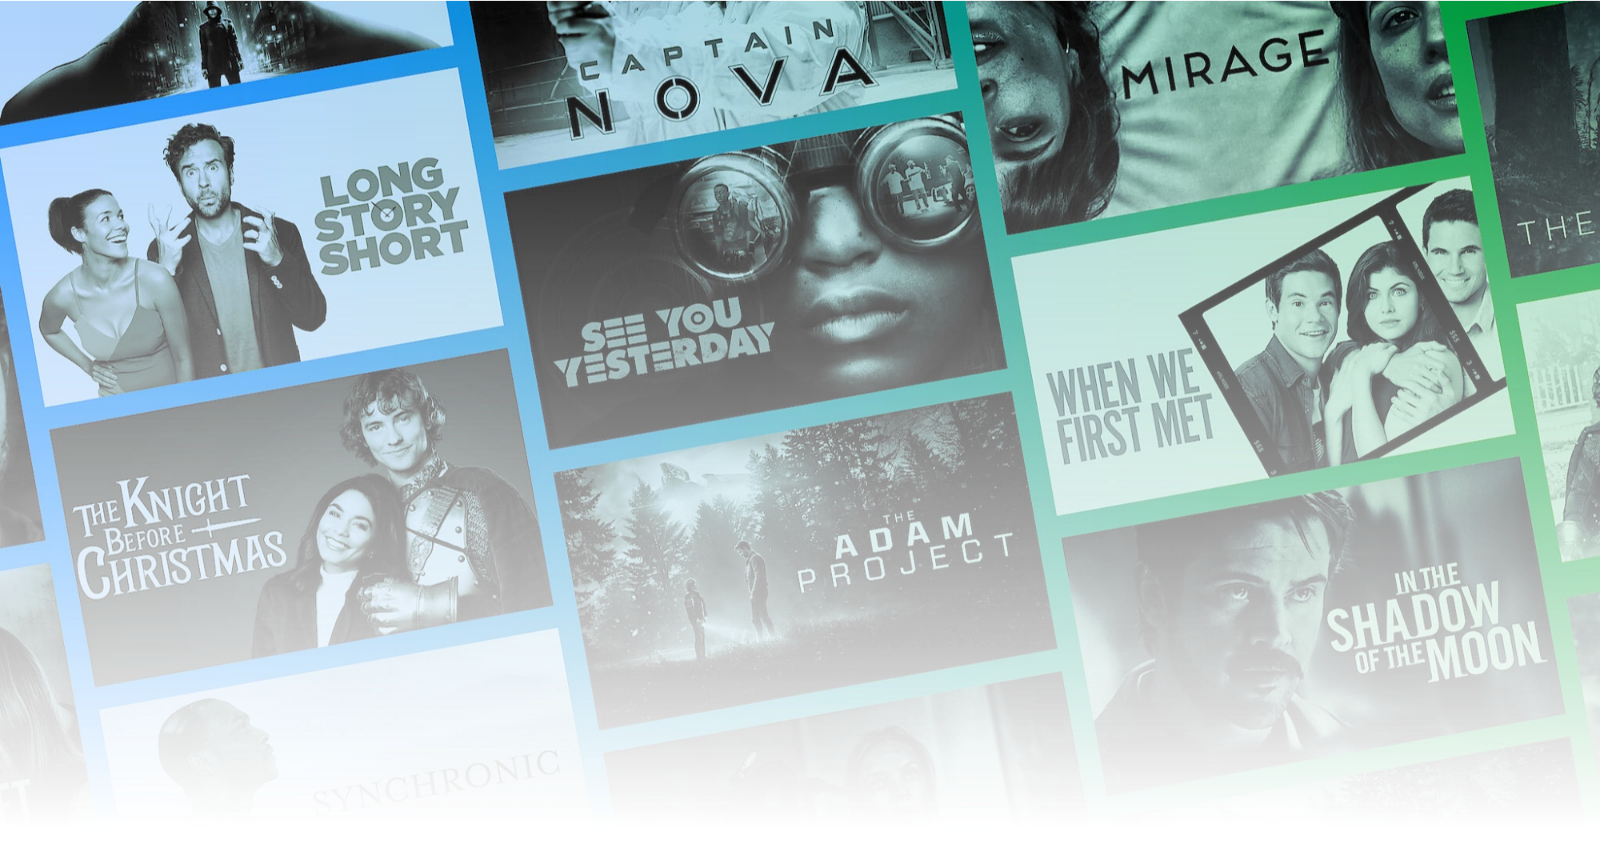 CAPTAIN
NOVA
MIRAGE
LONG
STORY
SHORT
SEE YOU
YESTERDAY
THE
WHEN WE
FIRST MET
THE KNIGHT
BEFORE
CHRISTMAS
THE
ADAM
PROJECT
IN THE
SHADOW
OF THE MOON
SYNCHRONIC